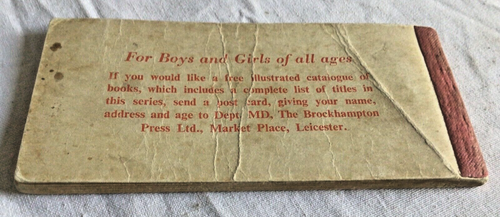 For Boys and Girls of all ages
If you would like a free illustrated catalogue of
books, which includes a complete list of titles in
this series, send a post card, giving your name,
address and age to Dept. MD, The Brockhampton
Press Ltd., Market Place, Leicester.